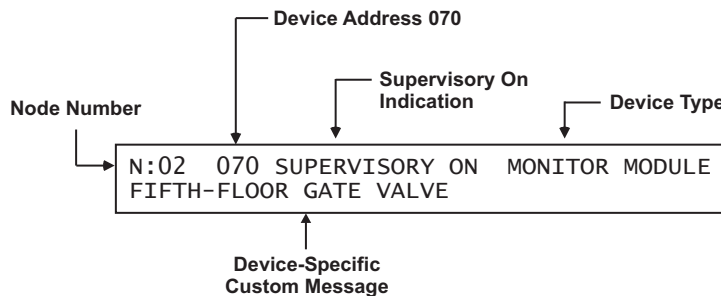 Device Address 070
Supervisory On
Indication
Node Number
Device Type
N:02 070 SUPERVISORY ON MONITOR MODULE
FIFTH-FLOOR GATE VALVE
Device-Specific
Custom Message